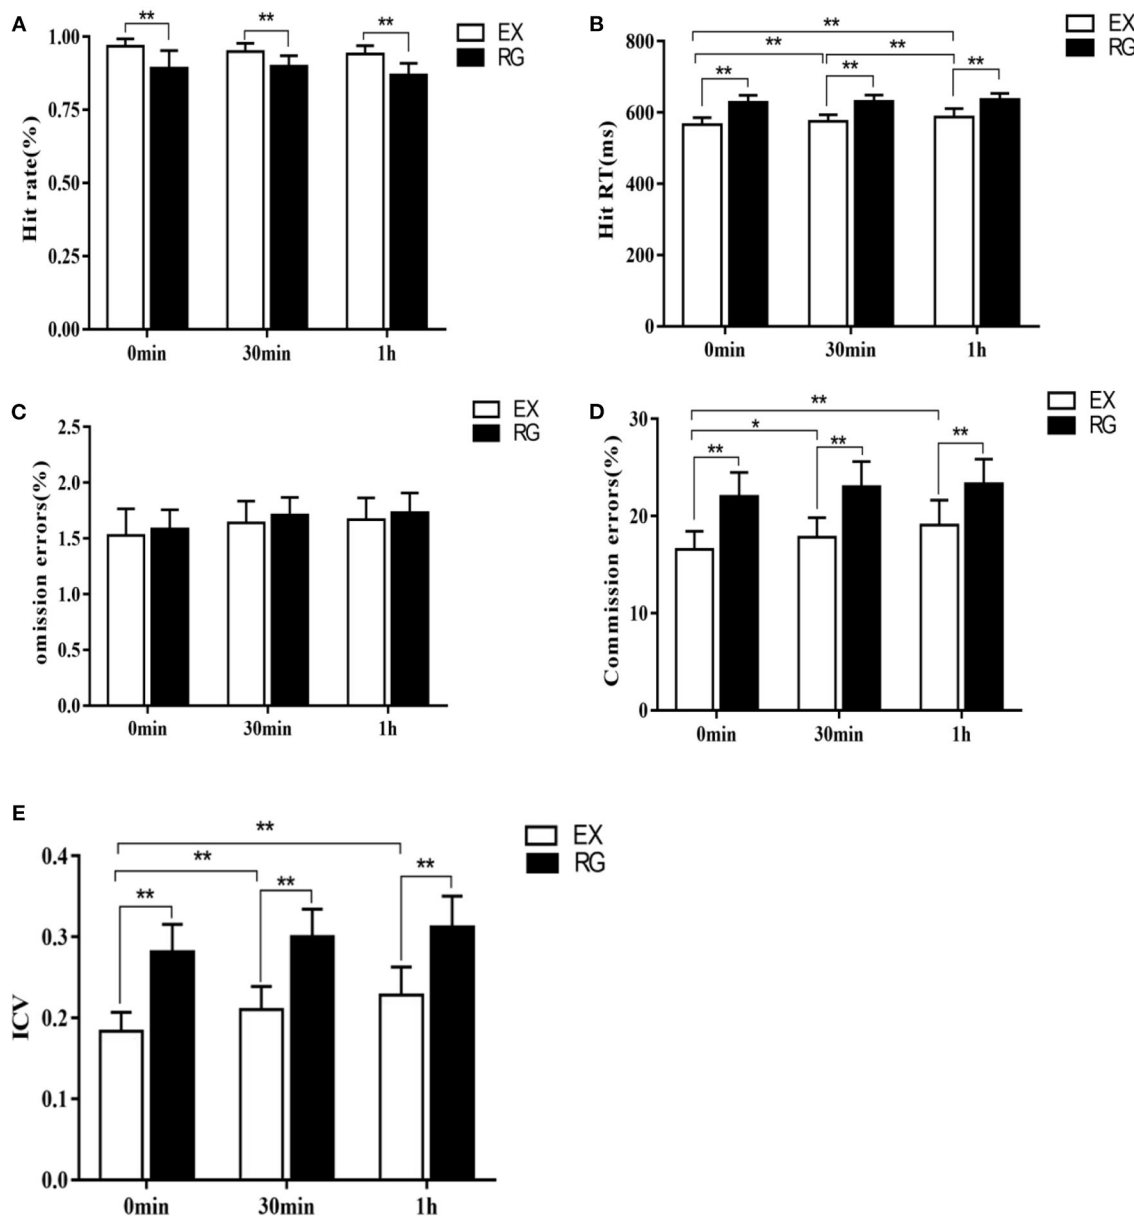 A
** ** **
EX
RG
Hit rate(%)
1.00
0.75
0.50
0.25
0.00
0min 30min 1h
B
**
** **
** ** **
EX
RG
Hit RT(ms)
800
600
400
200
0
0min 30min 1h
C
EX
RG
omission errors(%)
2.5
2.0
1.5
1.0
0.5
0.0
0min 30min 1h
D
**
*
** ** **
EX
RG
Commission errors(%)
30
20
10
0
0min 30min 1h
E
**
**
** ** **
EX
RG
ICV
0.4
0.3
0.2
0.1
0.0
0min 30min 1h